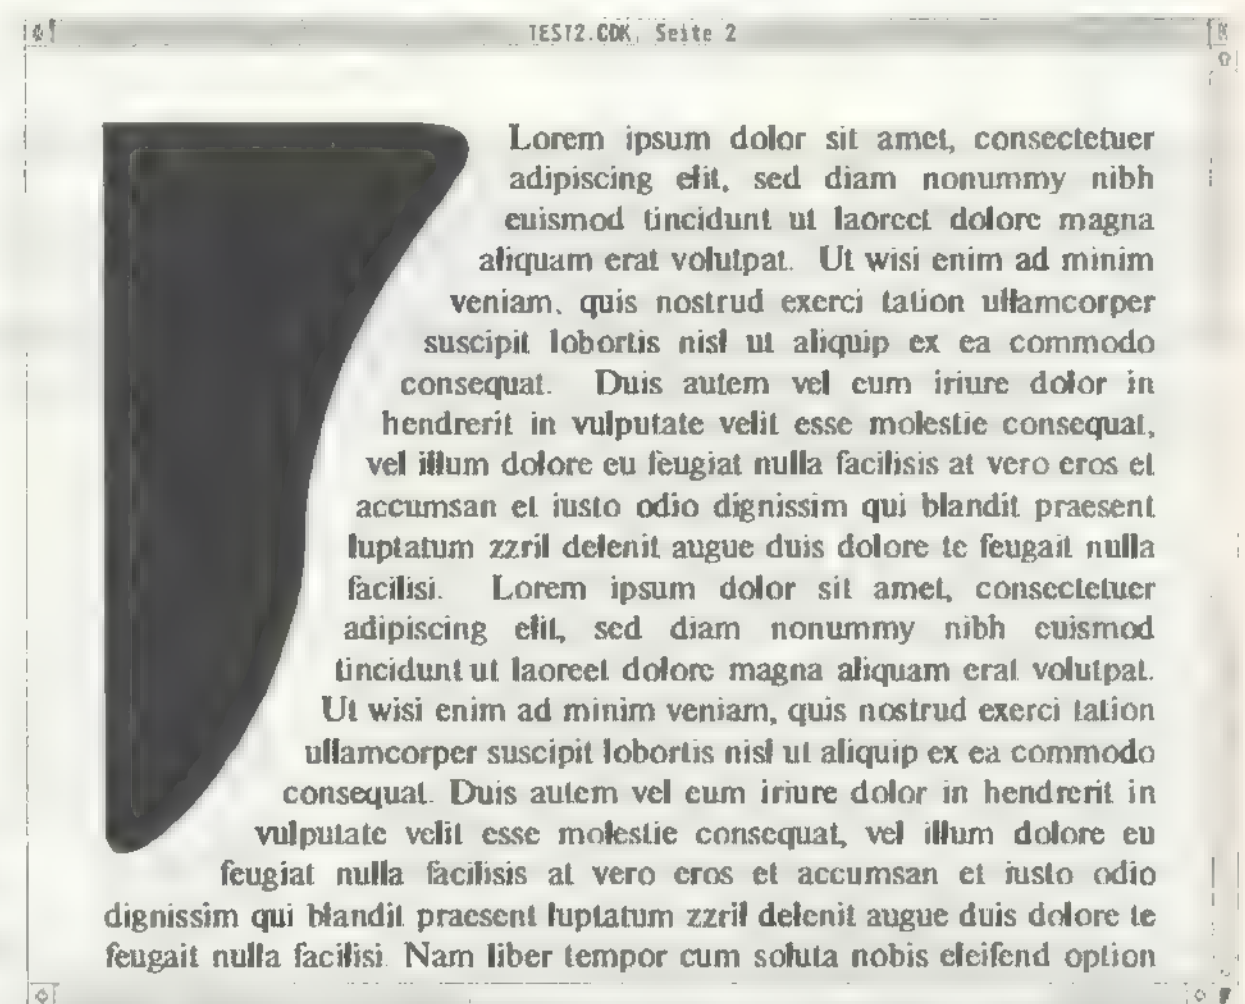 TEST2.CDK, Seite 2
Lorem ipsum dolor sit amet, consectetuer
adipiscing elit, sed diam nonummy nibh
euismod tincidunt ut laoreet dolore magna
aliquam erat volutpat. Ut wisi enim ad minim
veniam, quis nostrud exerci tation ullamcorper
suscipit lobortis nisl ut aliquip ex ea commodo
consequat. Duis autem vel eum iriure dolor in
hendrerit in vulputate velit esse molestie consequat,
vel illum dolore eu feugiat nulla facilisis at vero eros et
accumsan et iusto odio dignissim qui blandit praesent
luptatum zzril delenit augue duis dolore te feugait nulla
facilisi. Lorem ipsum dolor sit amet, consectetuer
adipiscing elit, sed diam nonummy nibh euismod
tincidunt ut laoreet dolore magna aliquam erat volutpat.
Ut wisi enim ad minim veniam, quis nostrud exerci tation
ullamcorper suscipit lobortis nisl ut aliquip ex ea commodo
consequat. Duis autem vel eum iriure dolor in hendrerit in
vulputate velit esse molestie consequat, vel illum dolore eu
feugiat nulla facilisis at vero eros et accumsan et iusto odio
dignissim qui blandit praesent luptatum zzril delenit augue duis dolore te
feugait nulla facilisi. Nam liber tempor cum soluta nobis eleifend option